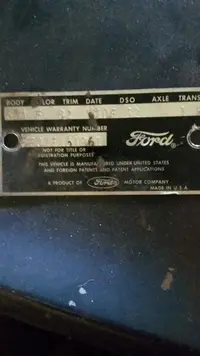 BODY COLOR TRIM DATE DSO AXLE TRANS
VEHICLE WARRANTY NUMBER
Ford
NOT FOR TITLE OR
REGISTRATION PURPOSES
THIS VEHICLE IS MANUFACTURED UNDER UNITED STATES
AND FOREIGN PATENTS AND PATENT APPLICATIONS
A PRODUCT OF Ford MOTOR COMPANY
MADE IN U.S.A